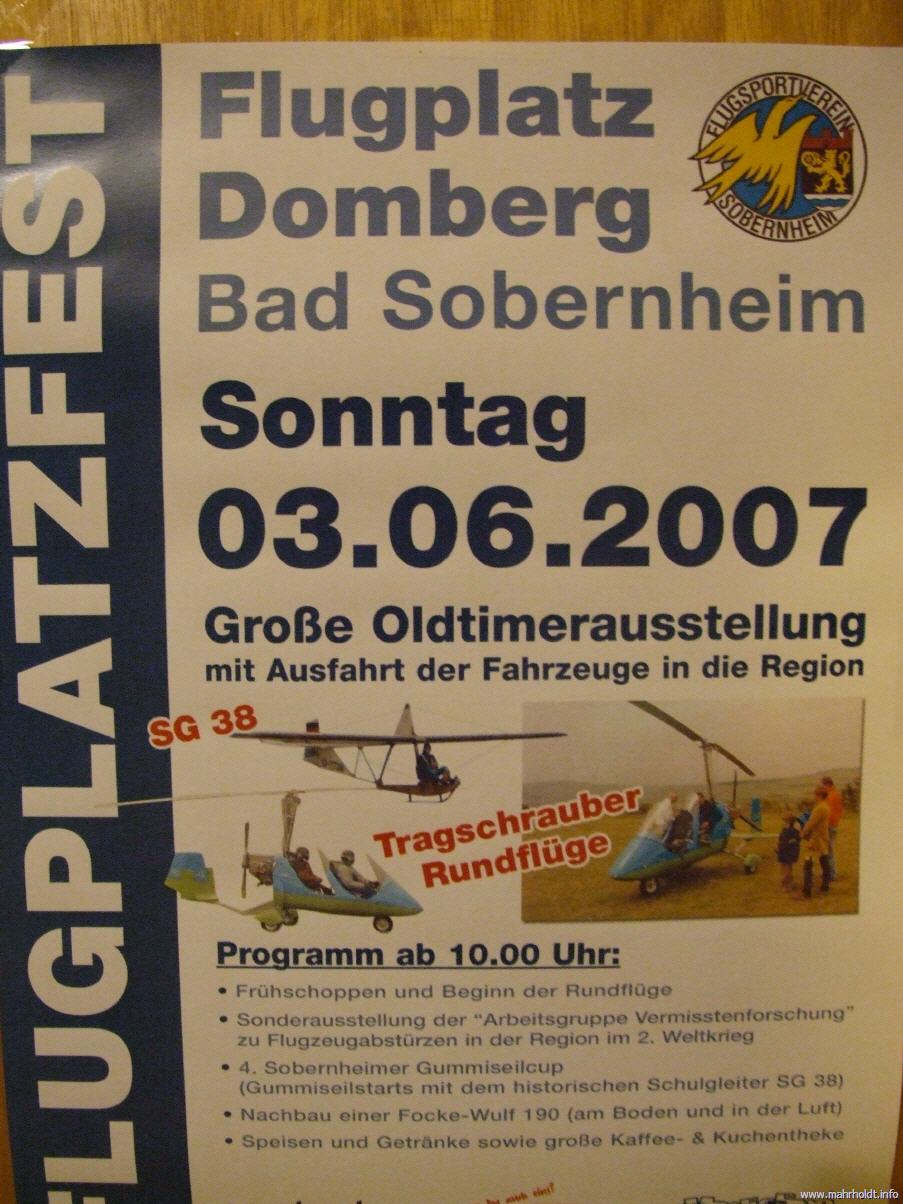 FLUGPLATZFEST
Flugplatz
Domberg
Bad Sobernheim
FLUGSPORTVEREIN
SOBERNHEIM
Sonntag
03.06.2007
Große Oldtimerausstellung
mit Ausfahrt der Fahrzeuge in die Region
SG 38
Tragschrauber
Rundflüge
Programm ab 10.00 Uhr:
• Frühschoppen und Beginn der Rundflüge
• Sonderausstellung der "Arbeitsgruppe Vermisstenforschung"
zu Flugzeugabstürzen in der Region im 2. Weltkrieg
• 4. Sobernheimer Gummiseilcup
(Gummiseilstarts mit dem historischen Schulgleiter SG 38)
• Nachbau einer Focke-Wulf 190 (am Boden und in der Luft)
• Speisen und Getränke sowie große Kaffee- & Kuchentheke
www.mahrholdt.info